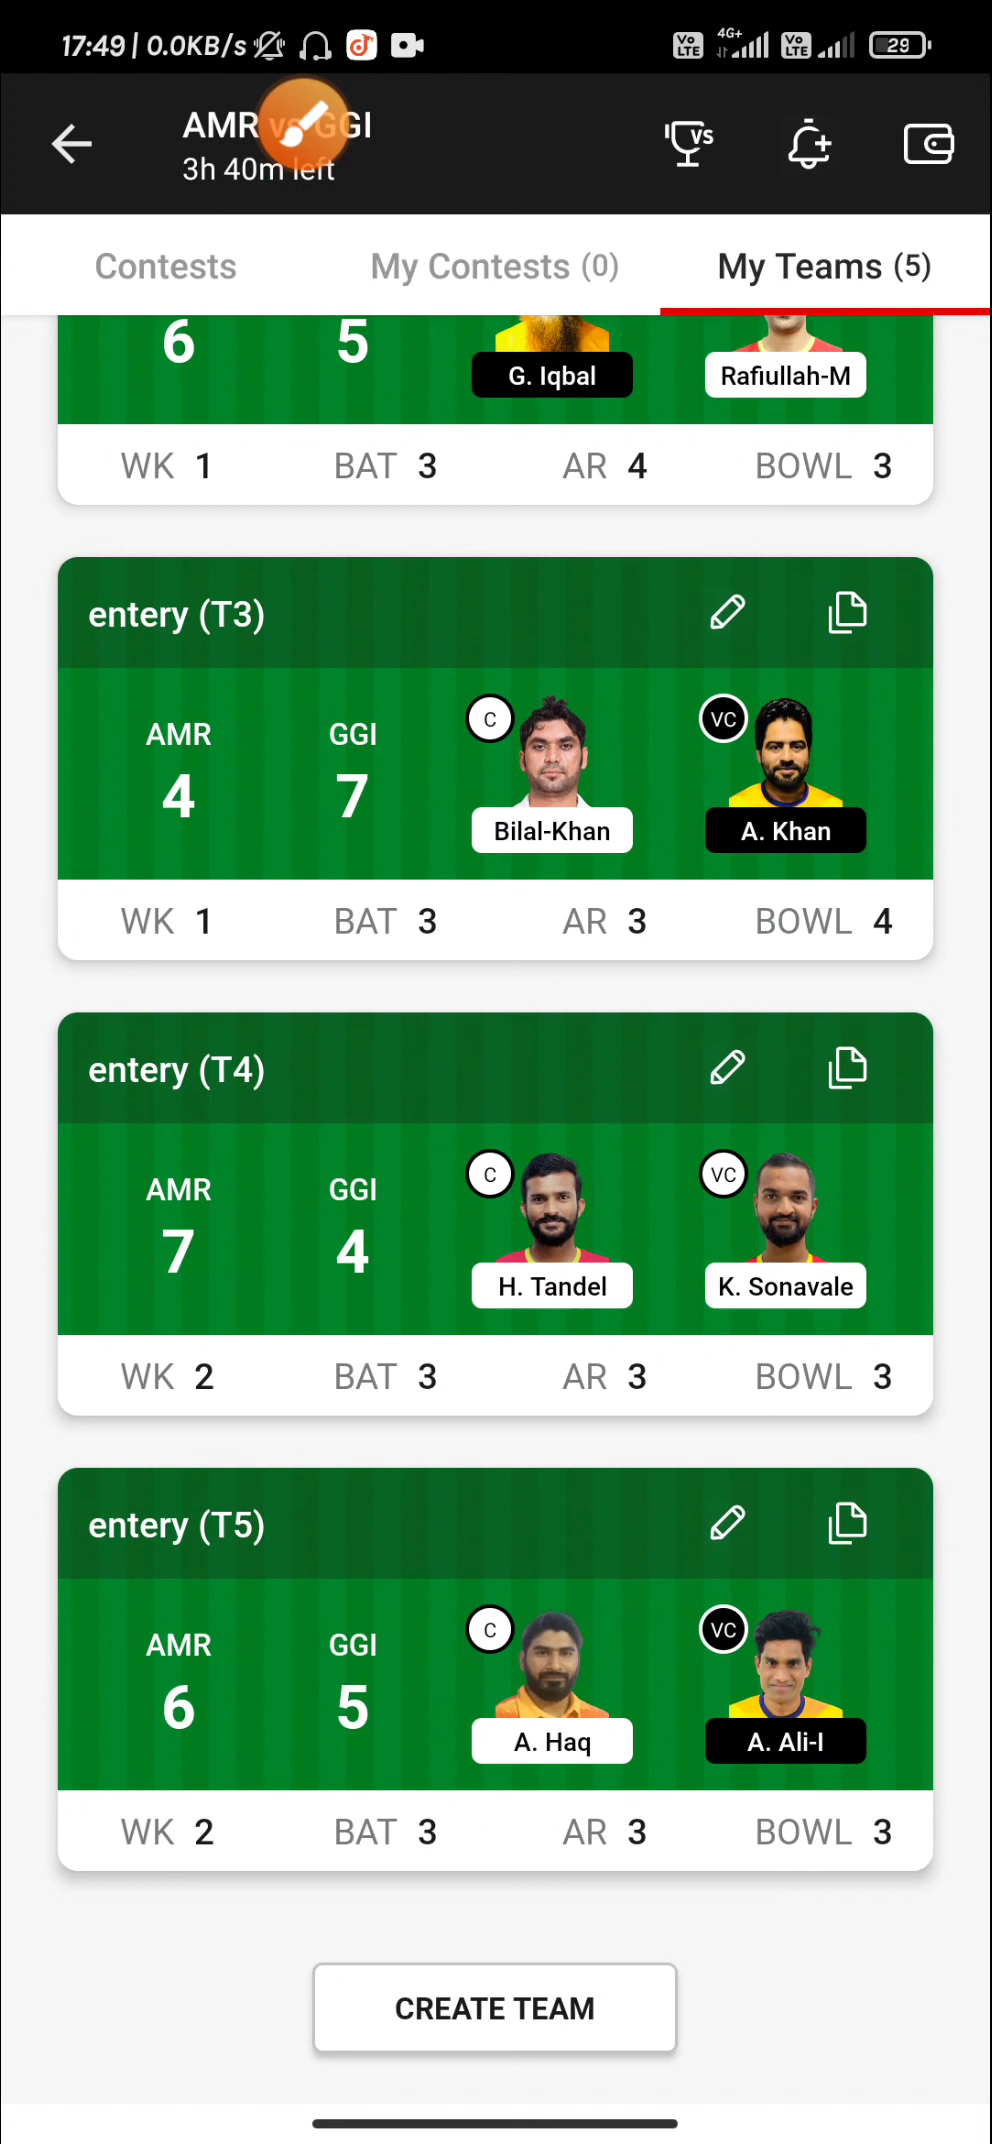 17:49 | 0.0KB/s 4G+ VoLTE VoLTE 29
AMR vs GGI
3h 40m left
VS
Contests My Contests (0) My Teams (5)
6 5 G. Iqbal Rafiullah-M
WK 1 BAT 3 AR 4 BOWL 3
entery (T3)
C VC
AMR GGI
4 7
Bilal-Khan A. Khan
WK 1 BAT 3 AR 3 BOWL 4
entery (T4)
C VC
AMR GGI
7 4
H. Tandel K. Sonavale
WK 2 BAT 3 AR 3 BOWL 3
entery (T5)
C VC
AMR GGI
6 5
A. Haq A. Ali-I
WK 2 BAT 3 AR 3 BOWL 3
CREATE TEAM